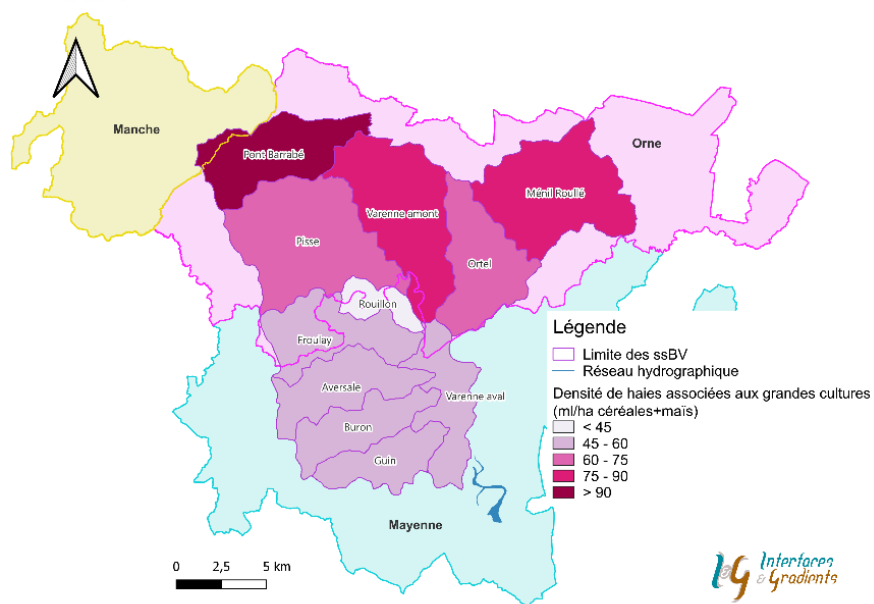 Manche
Orne
Pont Barrabé
Ménil Roullé
Varenne amont
Pisse
Ortel
Rouillon
Froulay
Aversale
Varenne aval
Buron
Guin
Mayenne
Légende
Limite des ssBV
Réseau hydrographique
Densité de haies associées aux grandes cultures
(ml/ha céréales+maïs)
< 45
45 - 60
60 - 75
75 - 90
> 90
0 2,5 5 km
I&G Interfaces
& Gradients